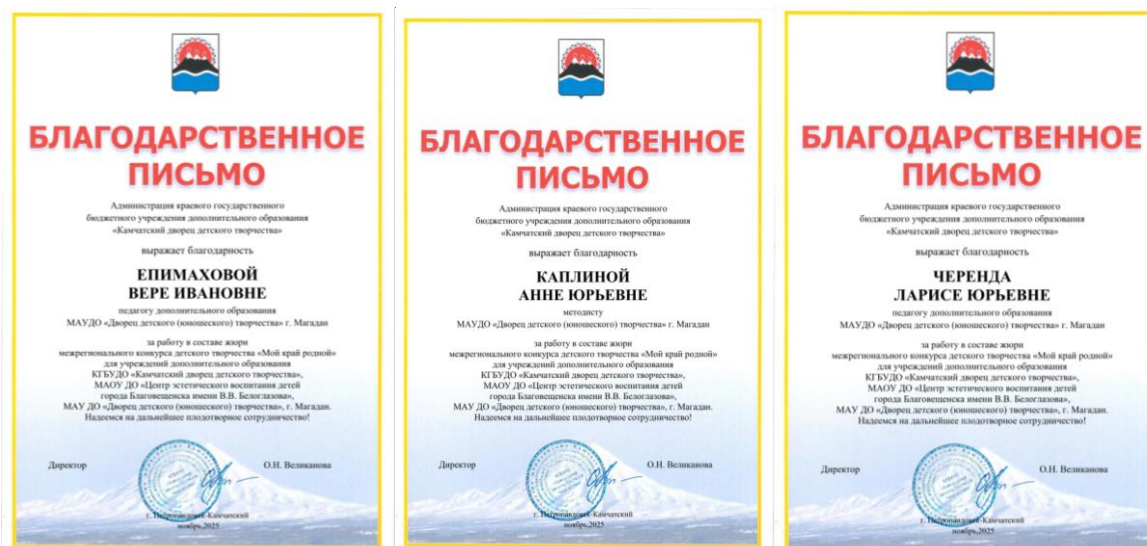 БЛАГОДАРСТВЕННОЕ
ПИСЬМО
Администрация краевого государственного
бюджетного учреждения дополнительного образования
«Камчатский дворец детского творчества»
выражает благодарность
ЕПИМАХОВОЙ
ВЕРЕ ИВАНОВНЕ
педагогу дополнительного образования
МАУДО «Дворец детского (юношеского) творчества» г. Магадан
за работу в составе жюри
межрегионального конкурса детского творчества «Мой край родной»
для учреждений дополнительного образования
КГБУДО «Камчатский дворец детского творчества»,
МАОУ ДО «Центр эстетического воспитания детей
города Благовещенска имени В.В. Белоглазова»,
МАУ ДО «Дворец детского (юношеского) творчества», г. Магадан.
Надеемся на дальнейшее плодотворное сотрудничество!
Директор О.Н. Великанова
г. Петропавловск-Камчатский
ноябрь,2025
БЛАГОДАРСТВЕННОЕ
ПИСЬМО
Администрация краевого государственного
бюджетного учреждения дополнительного образования
«Камчатский дворец детского творчества»
выражает благодарность
КАПЛИНОЙ
АННЕ ЮРЬЕВНЕ
методисту
МАУДО «Дворец детского (юношеского) творчества» г. Магадан
за работу в составе жюри
межрегионального конкурса детского творчества «Мой край родной»
для учреждений дополнительного образования
КГБУДО «Камчатский дворец детского творчества»,
МАОУ ДО «Центр эстетического воспитания детей
города Благовещенска имени В.В. Белоглазова»,
МАУ ДО «Дворец детского (юношеского) творчества», г. Магадан.
Надеемся на дальнейшее плодотворное сотрудничество!
Директор О.Н. Великанова
г. Петропавловск-Камчатский
ноябрь,2025
БЛАГОДАРСТВЕННОЕ
ПИСЬМО
Администрация краевого государственного
бюджетного учреждения дополнительного образования
«Камчатский дворец детского творчества»
выражает благодарность
ЧЕРЕНДА
ЛАРИСЕ ЮРЬЕВНЕ
педагогу дополнительного образования
МАУДО «Дворец детского (юношеского) творчества» г. Магадан
за работу в составе жюри
межрегионального конкурса детского творчества «Мой край родной»
для учреждений дополнительного образования
КГБУДО «Камчатский дворец детского творчества»,
МАОУ ДО «Центр эстетического воспитания детей
города Благовещенска имени В.В. Белоглазова»,
МАУ ДО «Дворец детского (юношеского) творчества», г. Магадан.
Надеемся на дальнейшее плодотворное сотрудничество!
Директор О.Н. Великанова
г. Петропавловск-Камчатский
ноябрь,2025